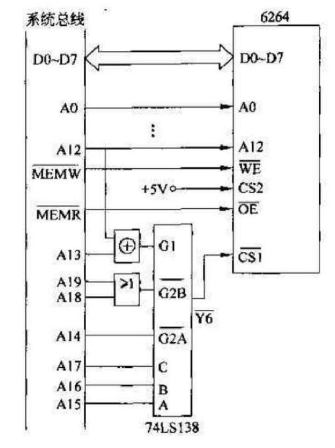 系统总线
6264
D0~D7
D0~D7
A0
A0
⋮
A12
A12
MEMW
WE
+5V
CS2
MEMR
OE
A13
⊕
G1
CS1
A19
≥1
A18
G2B
Y6
A14
G2A
A17
C
A16
B
A15
A
74LS138